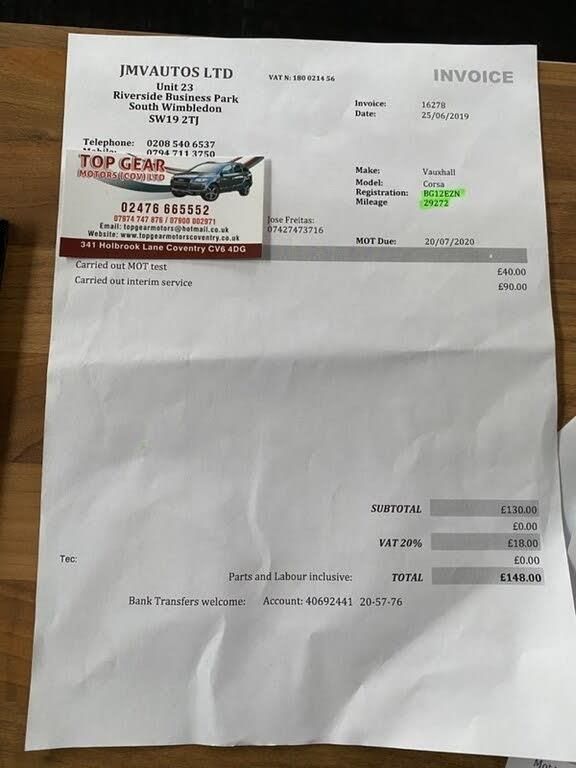 JMVAUTOS LTD
Unit 23
Riverside Business Park
South Wimbledon
SW19 2TJ
VAT N: 180 0214 56
INVOICE
Invoice: 16278
Date: 25/06/2019
Telephone: 0208 540 6537
Mobile: 0794 711 3750
TOP GEAR
MOTORS (COV) LTD
02476 665552
07974 747 876 / 07900 002971
Email: topgearmotors@hotmail.co.uk
Website: www.topgearmotorscoventry.co.uk
341 Holbrook Lane Coventry CV6 4DG
Make: Vauxhall
Model: Corsa
Registration: BG12EZN
Mileage 29272
Jose Freitas:
07427473716
MOT Due: 20/07/2020
Carried out MOT test £40.00
Carried out interim service £90.00
SUBTOTAL £130.00
£0.00
VAT 20% £18.00
£0.00
Tec:
Parts and Labour inclusive: TOTAL £148.00
Bank Transfers welcome: Account: 40692441 20-57-76